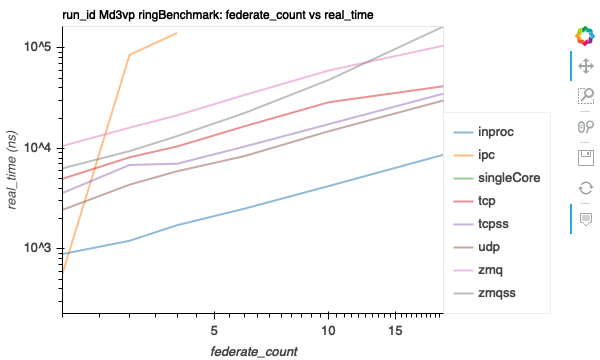 run_id Md3vp ringBenchmark: federate_count vs real_time
real_time (ns)
10^5
10^4
10^3
5
10
15
federate_count
inproc
ipc
singleCore
tcp
tcpss
udp
zmq
zmqss